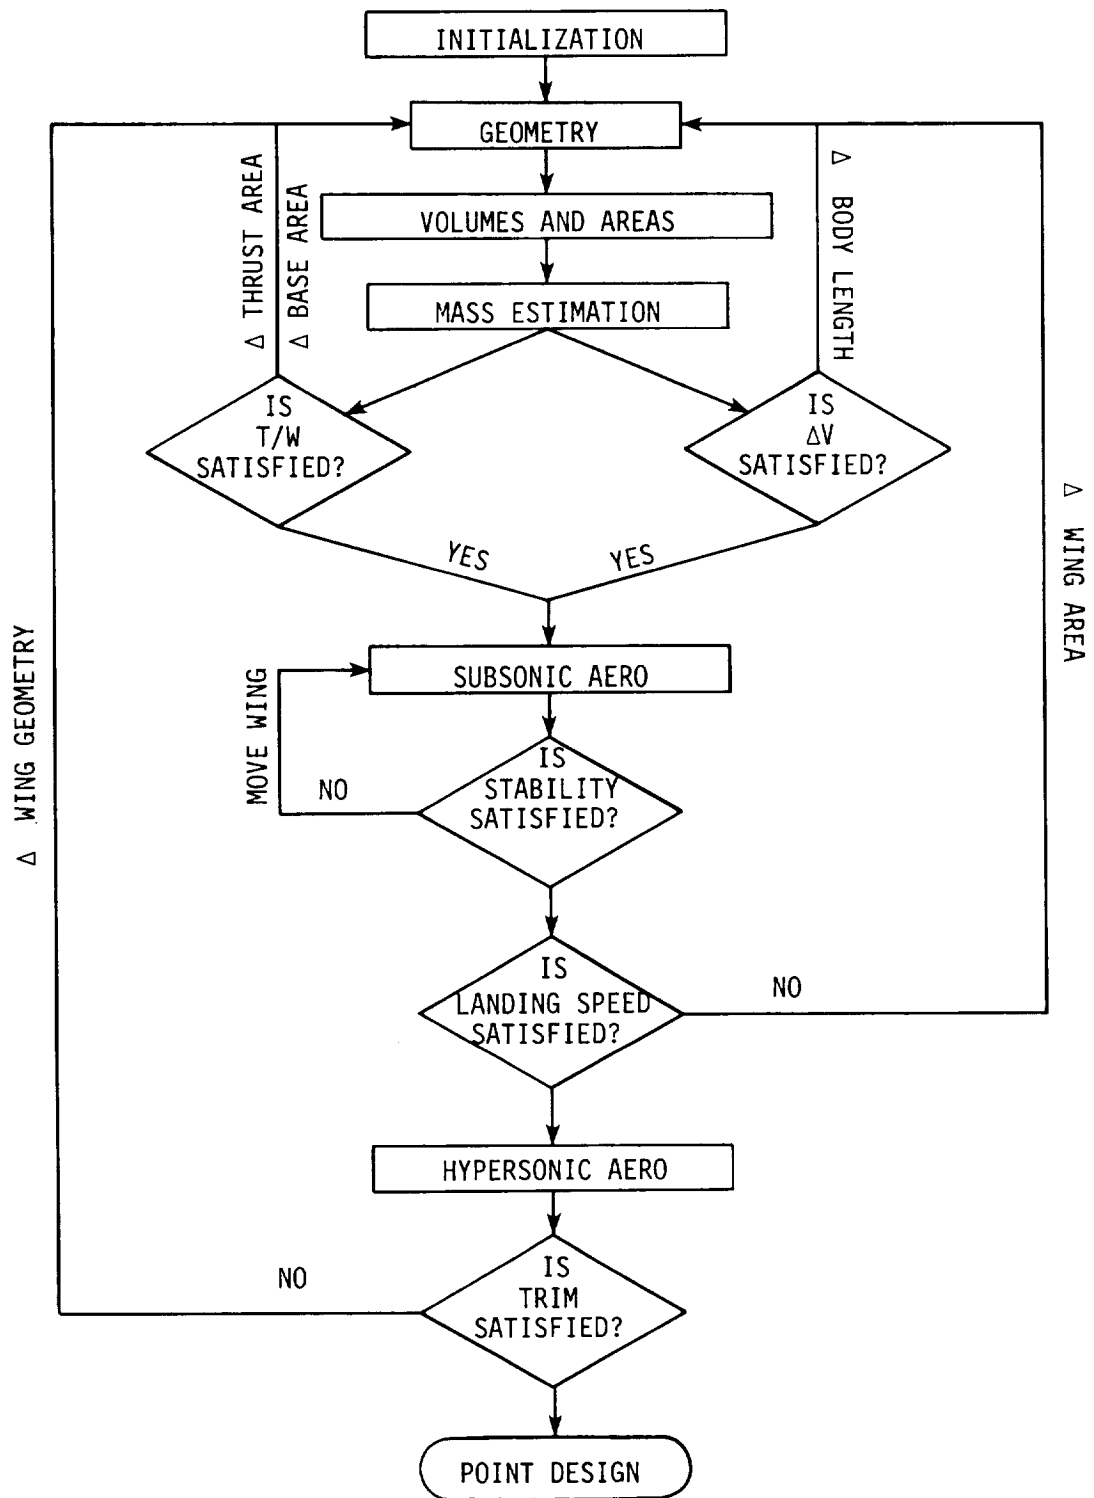 INITIALIZATION
GEOMETRY
VOLUMES AND AREAS
MASS ESTIMATION
Δ THRUST AREA
Δ BASE AREA
Δ BODY LENGTH
IS
T/W
SATISFIED?
IS
ΔV
SATISFIED?
YES
YES
Δ WING AREA
Δ WING GEOMETRY
SUBSONIC AERO
MOVE WING
NO
IS
STABILITY
SATISFIED?
IS
LANDING SPEED
SATISFIED?
NO
HYPERSONIC AERO
NO
IS
TRIM
SATISFIED?
POINT DESIGN